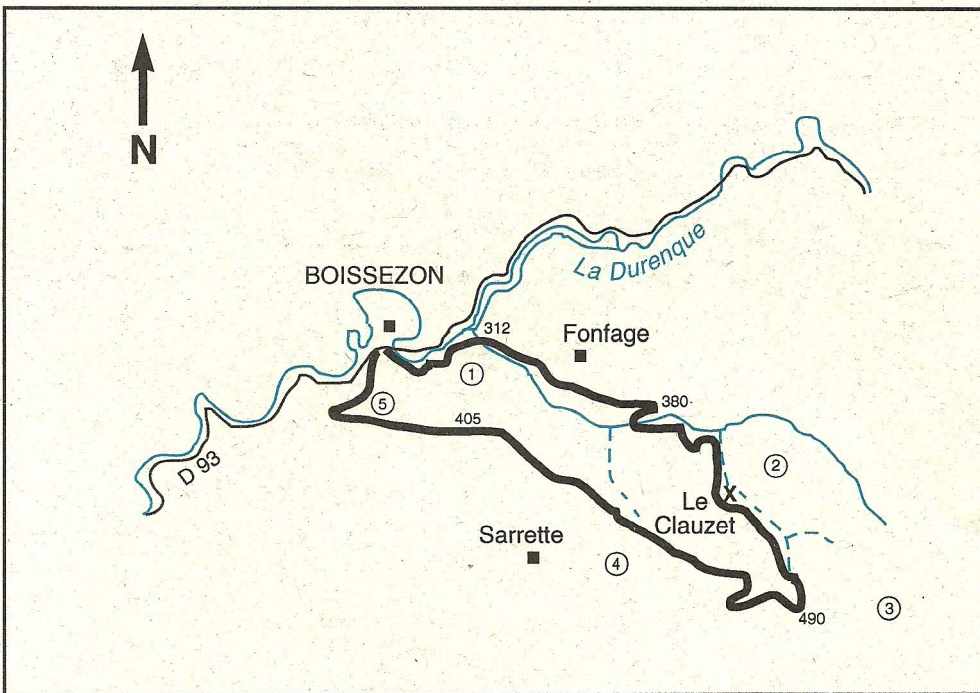 N
BOISSEZON
La Durenque
312
Fonfage
1
380
5
405
D 93
2
Le
Clauzet
x
Sarrette
4
3
490